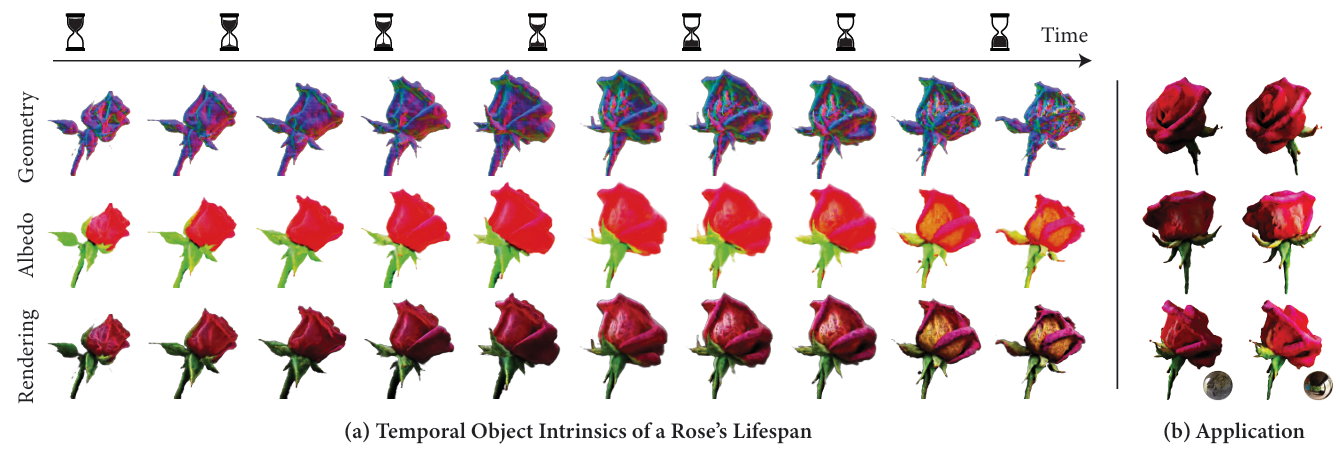 Time
Geometry
Albedo
Rendering
(a) Temporal Object Intrinsics of a Rose's Lifespan
(b) Application